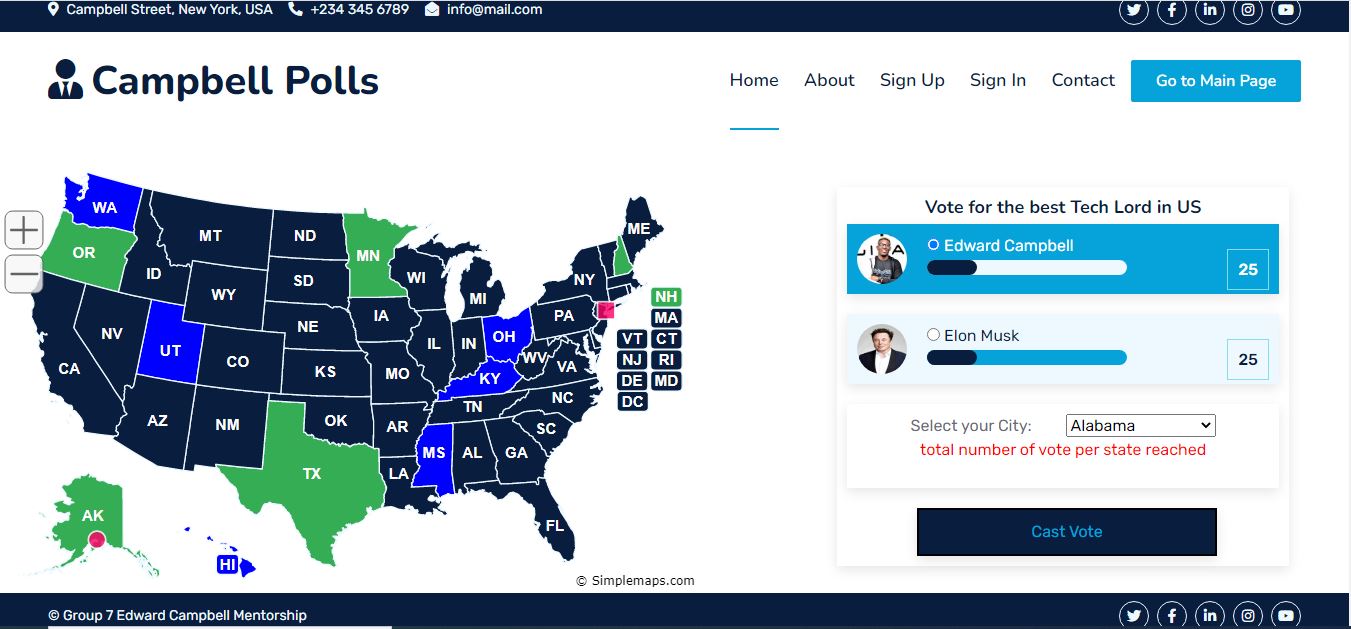 Campbell Street, New York, USA +234 345 6789 info@mail.com
Campbell Polls
Home About Sign Up Sign In Contact Go to Main Page
WA
MT
ND
MN
ME
OR
ID
SD
WI
NY
WY
MI
NH
IA
PA
MA
NV
NE
OH
VT CT
UT
IL
IN
CO
WV
NJ RI
CA
KS
MO
VA
KY
DE MD
NC
DC
TN
AZ
NM
OK
AR
SC
MS
AL
GA
TX
LA
AK
FL
HI
© Simplemaps.com
Vote for the best Tech Lord in US
Edward Campbell
25
Elon Musk
25
Select your City: Alabama
total number of vote per state reached
Cast Vote
© Group 7 Edward Campbell Mentorship